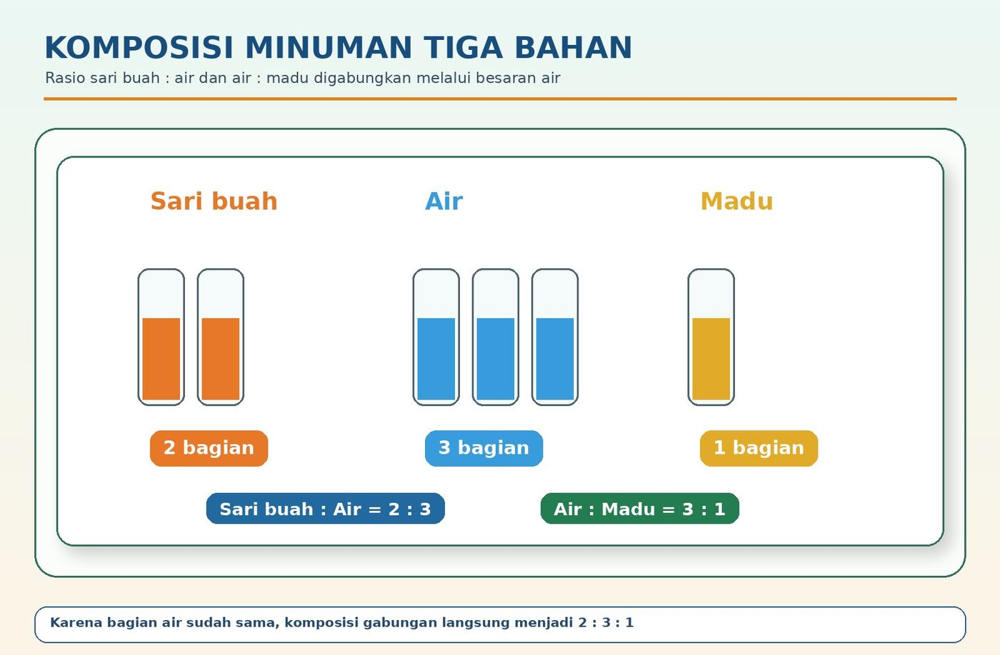 KOMPOSISI MINUMAN TIGA BAHAN
Rasio sari buah : air dan air : madu digabungkan melalui besaran air
Sari buah
Air
Madu
2 bagian
3 bagian
1 bagian
Sari buah : Air = 2 : 3
Air : Madu = 3 : 1
Karena bagian air sudah sama, komposisi gabungan langsung menjadi 2 : 3 : 1